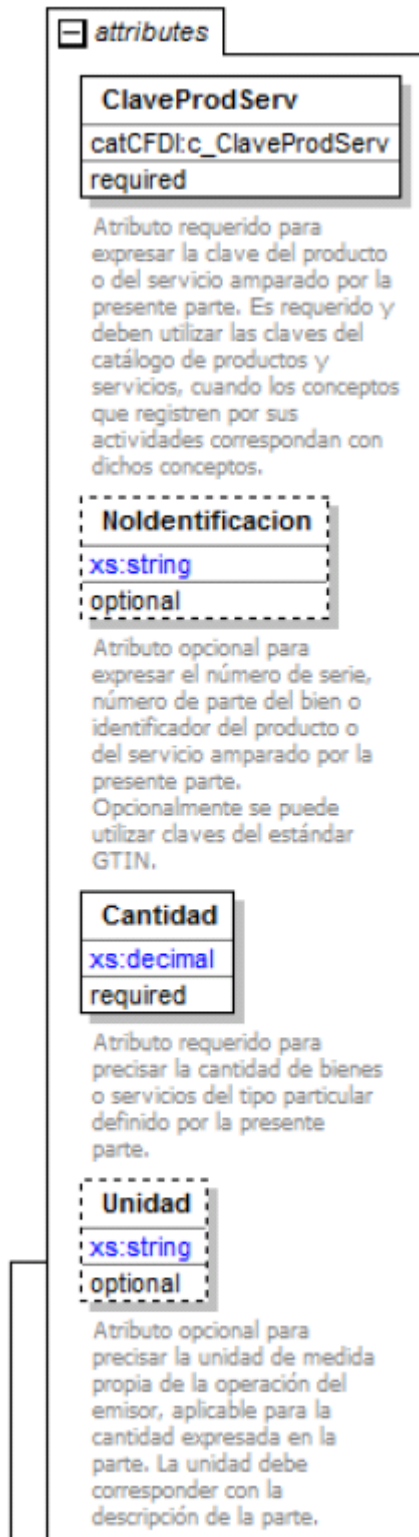 attributes
ClaveProdServ
catCFDI:c_ClaveProdServ
required
Atributo requerido para
expresar la clave del producto
o del servicio amparado por la
presente parte. Es requerido y
deben utilizar las claves del
catálogo de productos y
servicios, cuando los conceptos
que registren por sus
actividades correspondan con
dichos conceptos.
NoIdentificacion
xs:string
optional
Atributo opcional para
expresar el número de serie,
número de parte del bien o
identificador del producto o
del servicio amparado por la
presente parte.
Opcionalmente se puede
utilizar claves del estándar
GTIN.
Cantidad
xs:decimal
required
Atributo requerido para
precisar la cantidad de bienes
o servicios del tipo particular
definido por la presente
parte.
Unidad
xs:string
optional
Atributo opcional para
precisar la unidad de medida
propia de la operación del
emisor, aplicable para la
cantidad expresada en la
parte. La unidad debe
corresponder con la
descripción de la parte.